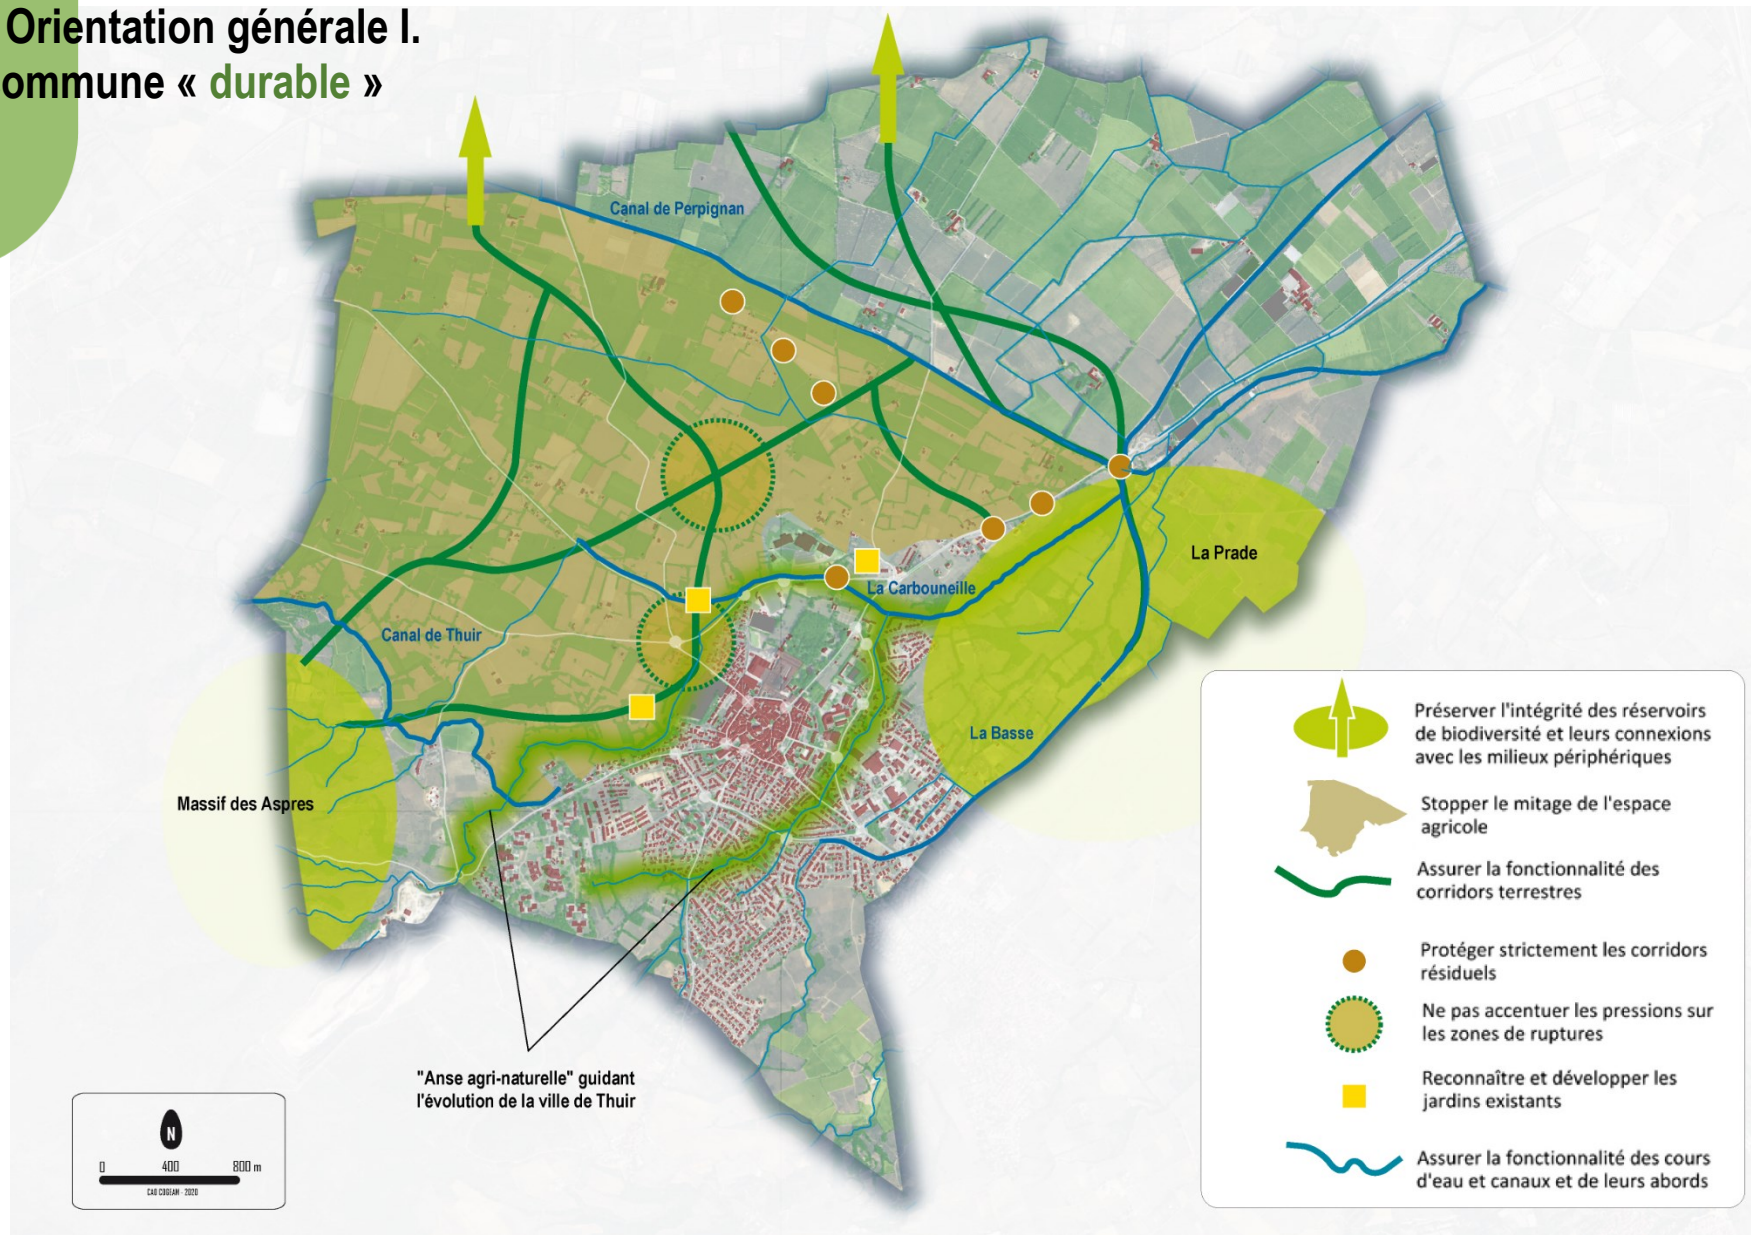 Orientation générale I.
ommune « durable »
Canal de Perpignan
La Prade
La Carbouneille
Canal de Thuir
La Basse
Massif des Aspres
"Anse agri-naturelle" guidant
l'évolution de la ville de Thuir
N
0 400 800 m
CAO COGEAM - 2020
Préserver l'intégrité des réservoirs
de biodiversité et leurs connexions
avec les milieux périphériques
Stopper le mitage de l'espace
agricole
Assurer la fonctionnalité des
corridors terrestres
Protéger strictement les corridors
résiduels
Ne pas accentuer les pressions sur
les zones de ruptures
Reconnaître et développer les
jardins existants
Assurer la fonctionnalité des cours
d'eau et canaux et de leurs abords